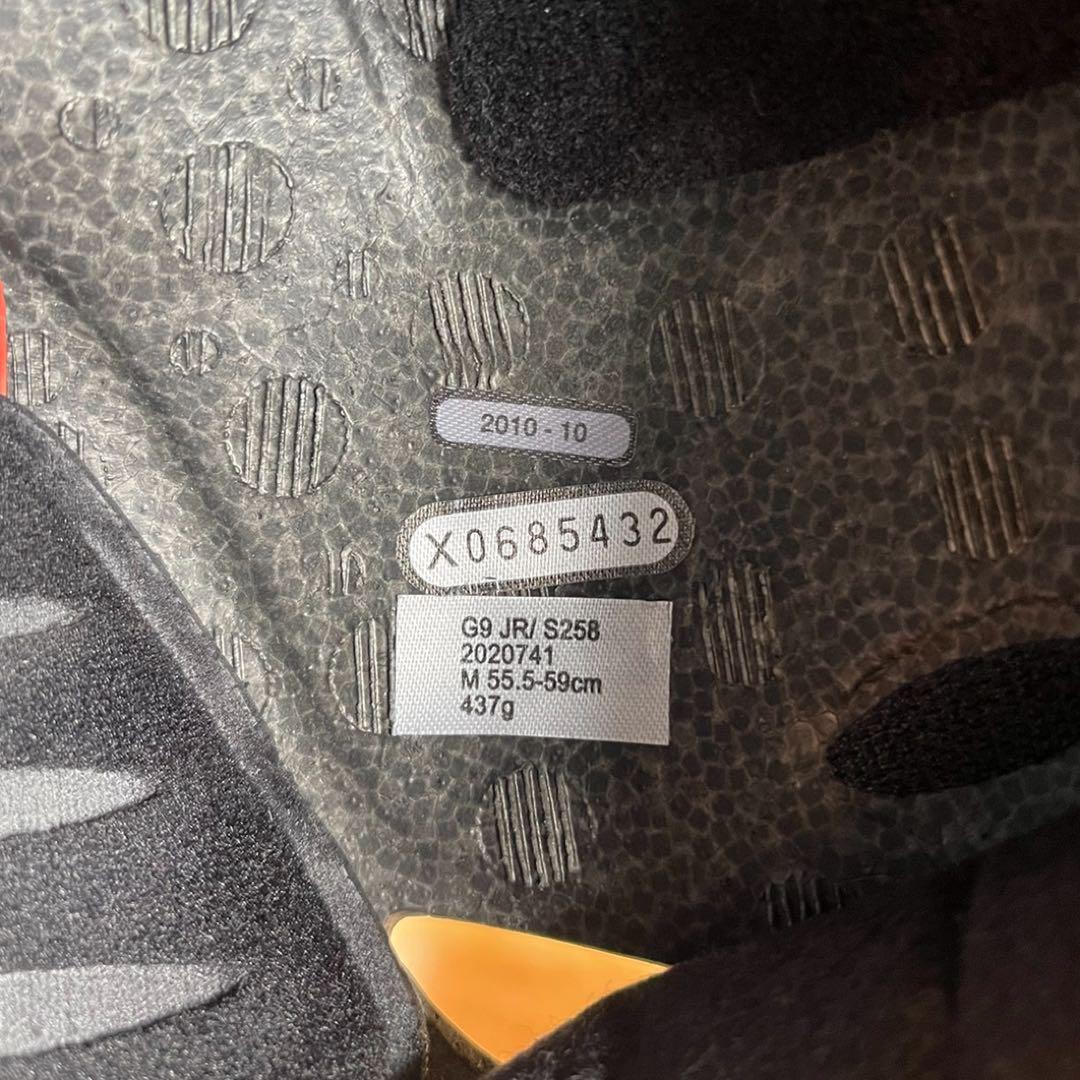 2010 - 10
X0685432
G9 JR/ S258
2020741
M 55.5-59cm
437g